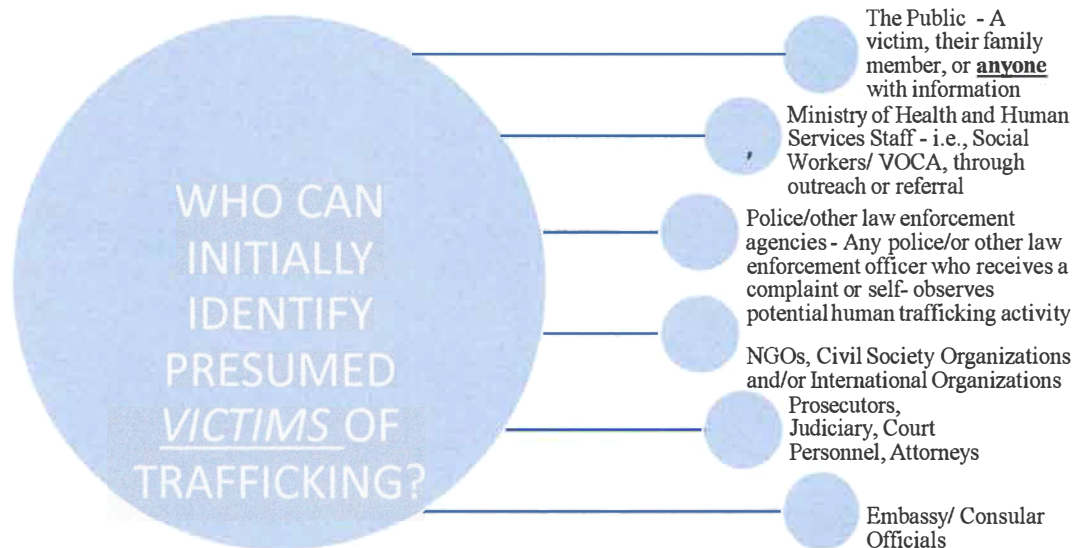 WHO CAN
INITIALLY
IDENTIFY
PRESUMED
VICTIMS OF
TRAFFICKING?
The Public - A
victim, their family
member, or anyone
with information
Ministry of Health and Human
Services Staff - i.e., Social
Workers/ VOCA, through
outreach or referral
Police/other law enforcement
agencies - Any police/or other law
enforcement officer who receives a
complaint or self- observes
potential human trafficking activity
NGOs, Civil Society Organizations
and/or International Organizations
Prosecutors,
Judiciary, Court
Personnel, Attorneys
Embassy/ Consular
Officials